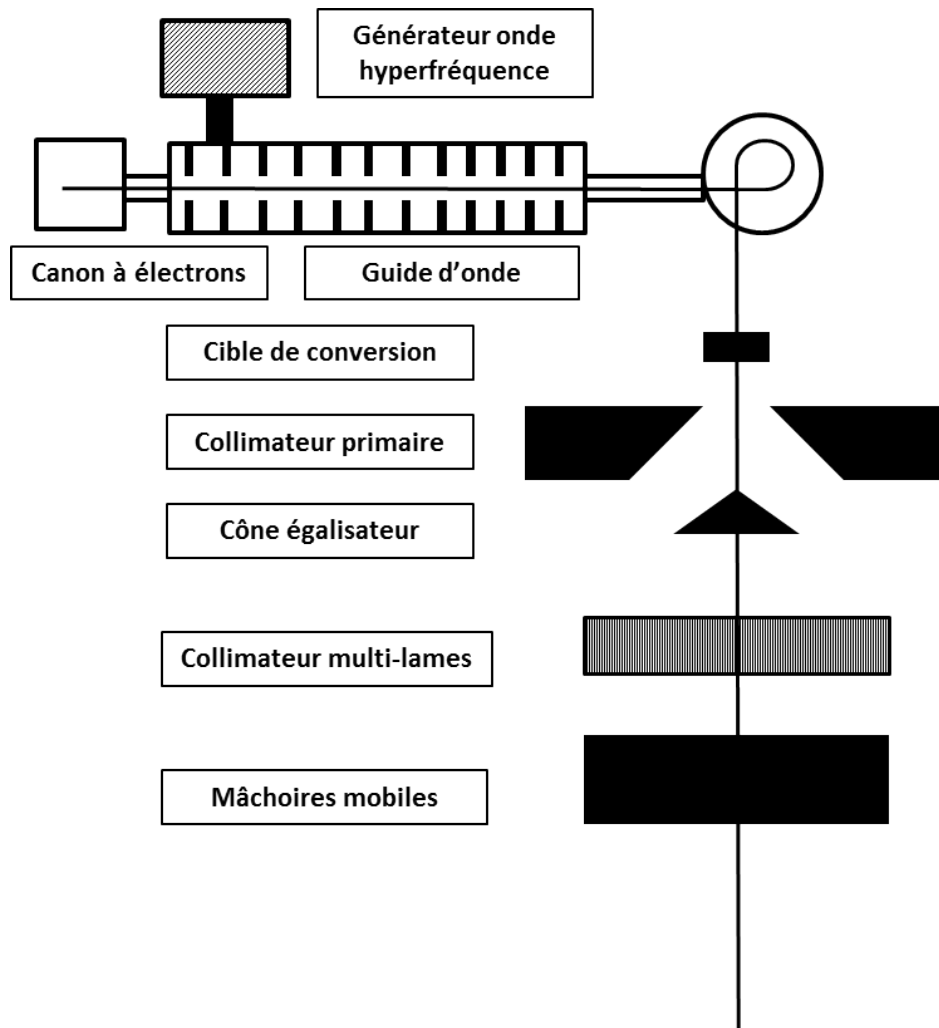 Générateur onde
hyperfréquence
Canon à électrons
Guide d'onde
Cible de conversion
Collimateur primaire
Cône égalisateur
Collimateur multi-lames
Mâchoires mobiles